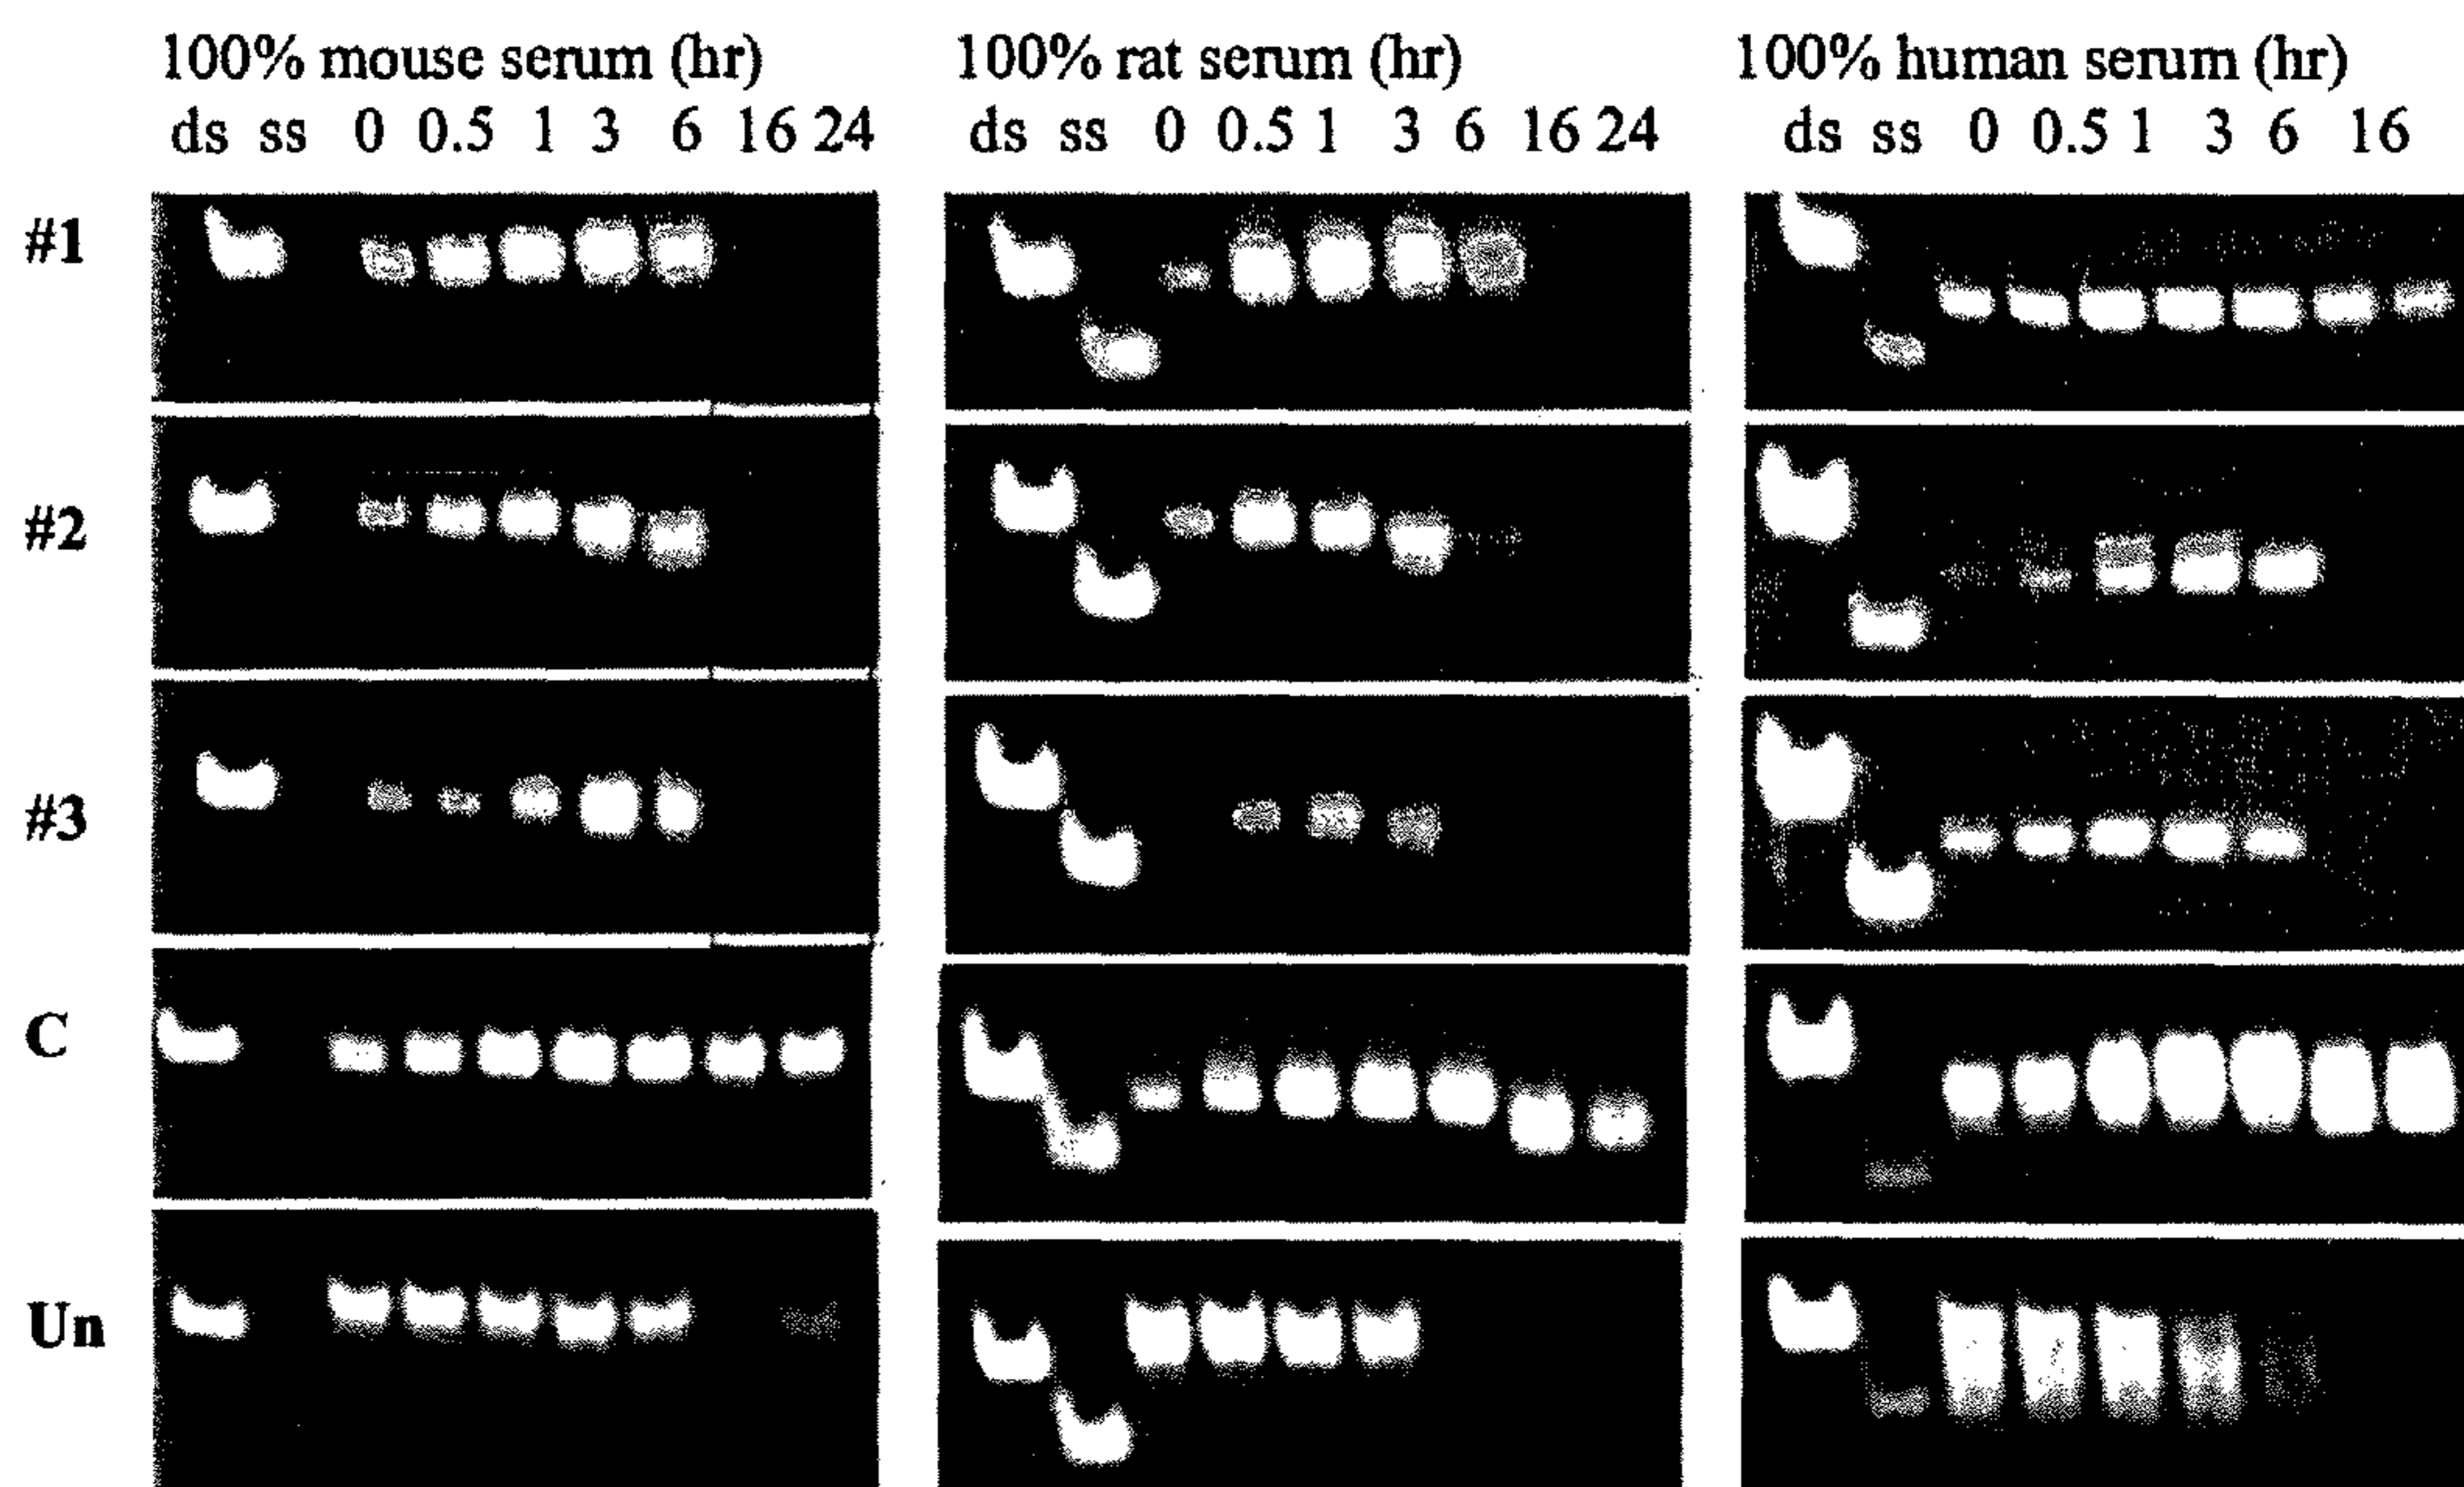 100% mouse serum (hr) 100% rat serum (hr) 100% human serum (hr)
ds ss 0 0.5 1 3 6 16 24 ds ss 0 0.5 1 3 6 16 24 ds ss 0 0.5 1 3 6 16
#1
#2
#3
C
Un